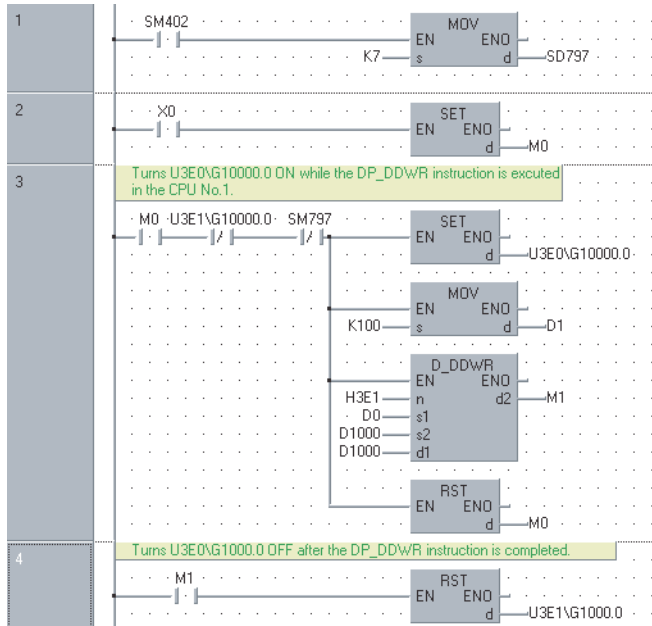 1
SM402
MOV
EN ENO
K7 s d SD797
2
X0
SET
EN ENO
d M0
3
Turns U3E0\G10000.0 ON while the DP_DDWR instruction is excuted
in the CPU No.1.
M0 U3E1\G10000.0 SM797
SET
EN ENO
d U3E0\G10000.0
MOV
EN ENO
K100 s d D1
D_DDWR
EN ENO
H3E1 n d2 M1
D0 s1
D1000 s2
D1000 d1
RST
EN ENO
d M0
4
Turns U3E0\G1000.0 OFF after the DP_DDWR instruction is completed.
M1
RST
EN ENO
d U3E1\G1000.0